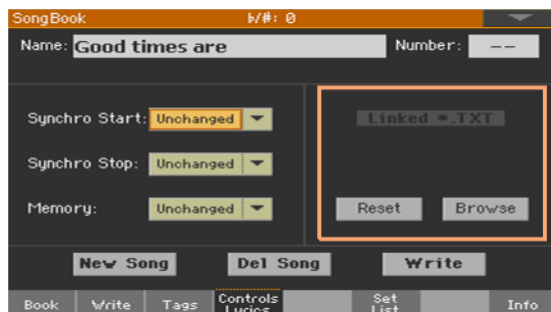 SongBook b/#: 0
Name: Good times are Number: --
Synchro Start: Unchanged Linked *.TXT
Synchro Stop: Unchanged
Memory: Unchanged Reset Browse
New Song Del Song Write
Book Write Tags Controls Lyrics Set List Info